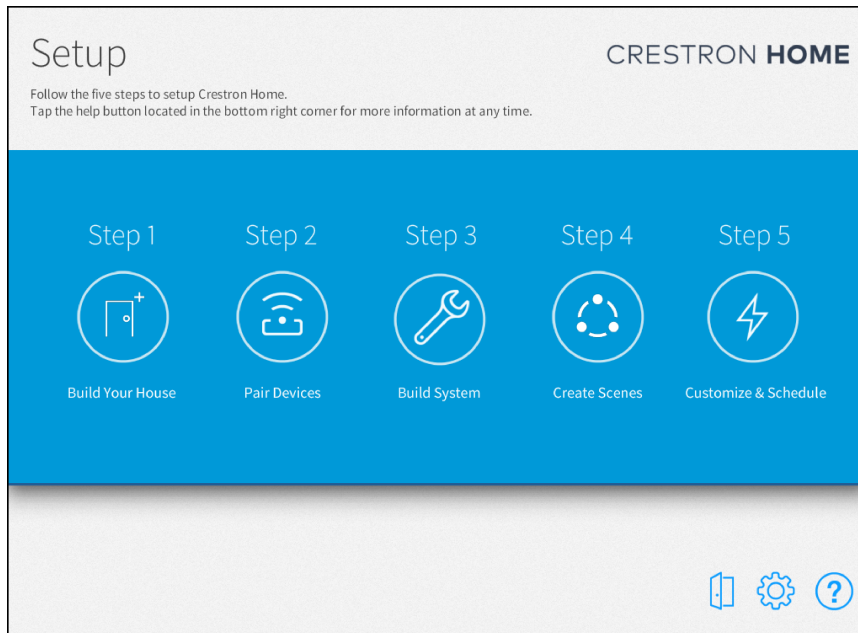 Setup
CRESTRON HOME
Follow the five steps to setup Crestron Home.
Tap the help button located in the bottom right corner for more information at any time.
Step 1
Step 2
Step 3
Step 4
Step 5
Build Your House
Pair Devices
Build System
Create Scenes
Customize & Schedule
?